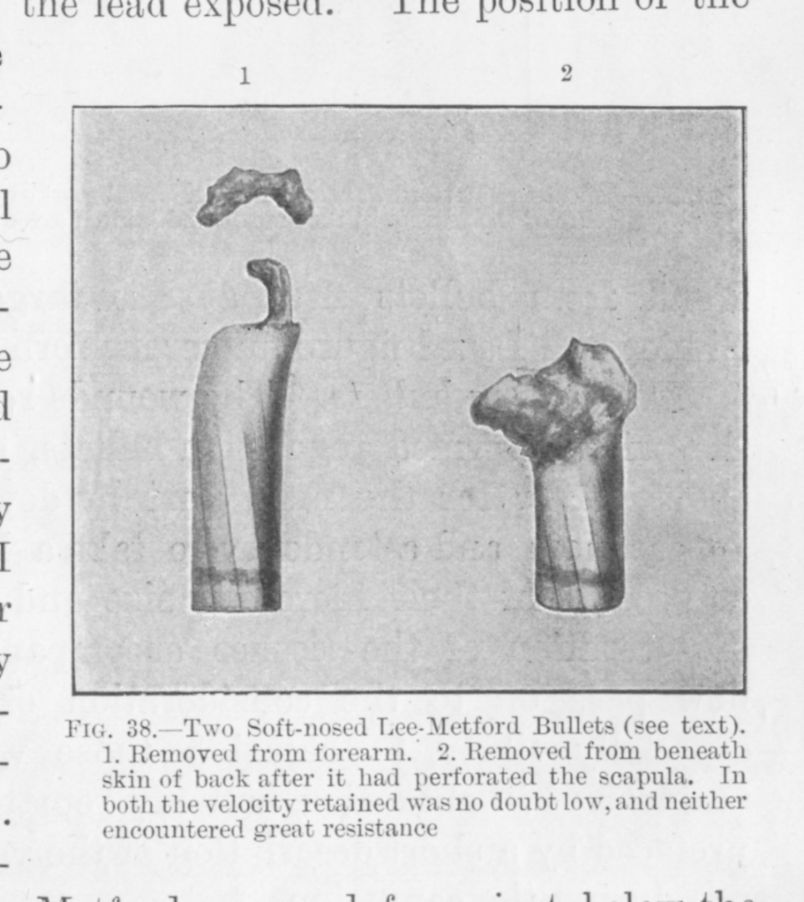 the lead exposed. The position of the
1 2
FIG. 38.—Two Soft-nosed Lee-Metford Bullets (see text).
1. Removed from forearm. 2. Removed from beneath
skin of back after it had perforated the scapula. In
both the velocity retained was no doubt low, and neither
encountered great resistance